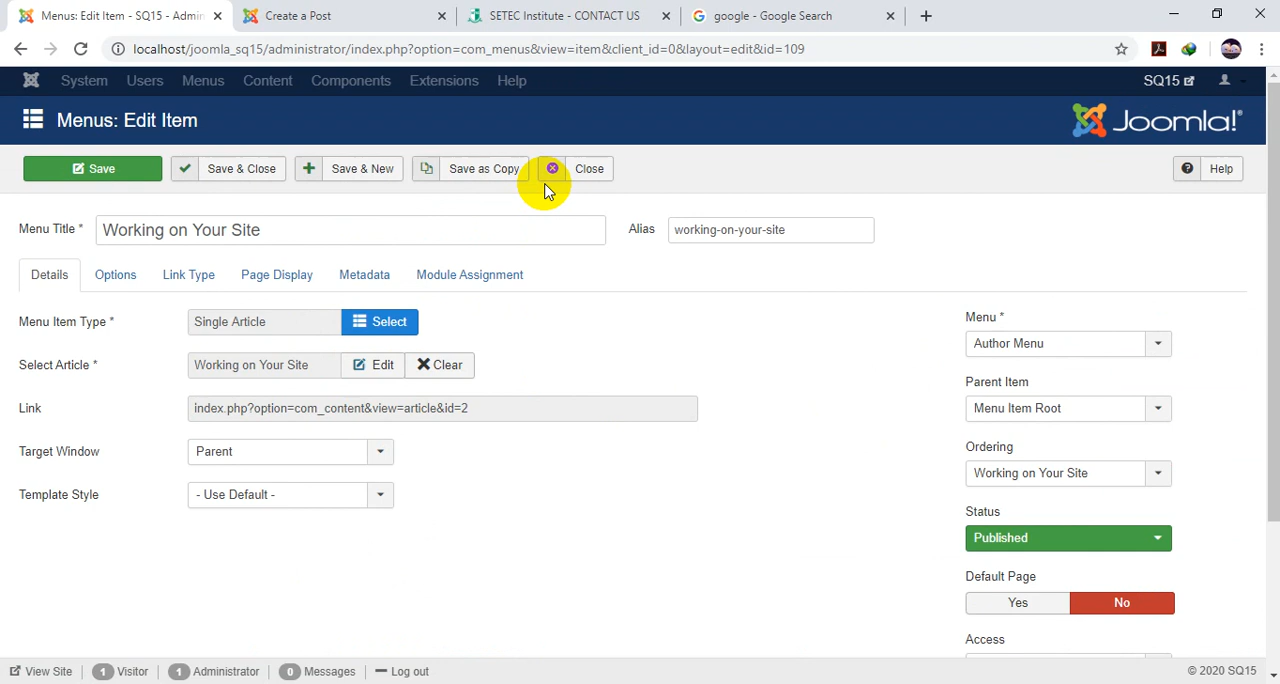 Menus: Edit Item - SQ15 - Admin
Create a Post
SETEC Institute - CONTACT US
google - Google Search
localhost/joomla_sq15/administrator/index.php?option=com_menus&view=item&client_id=0&layout=edit&id=109
System Users Menus Content Components Extensions Help SQ15
Menus: Edit Item Joomla!
Save Save & Close Save & New Save as Copy Close Help
Menu Title * Working on Your Site Alias working-on-your-site
Details Options Link Type Page Display Metadata Module Assignment
Menu Item Type * Single Article Select
Select Article * Working on Your Site Edit Clear
Link index.php?option=com_content&view=article&id=2
Target Window Parent
Template Style - Use Default -
Menu *
Author Menu
Parent Item
Menu Item Root
Ordering
Working on Your Site
Status
Published
Default Page
Yes No
Access
View Site 1 Visitor 1 Administrator 0 Messages Log out © 2020 SQ15